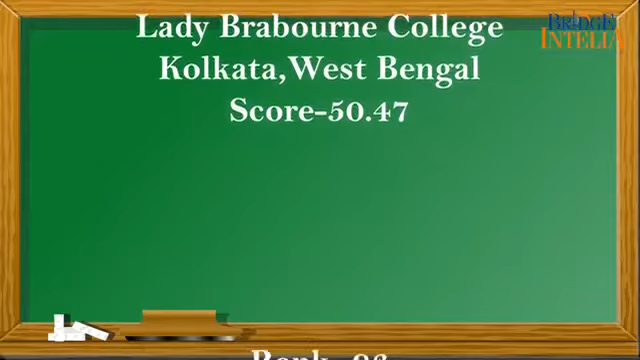 Lady Brabourne College
Kolkata,West Bengal
Score-50.47
BRIDGE
INTELIA